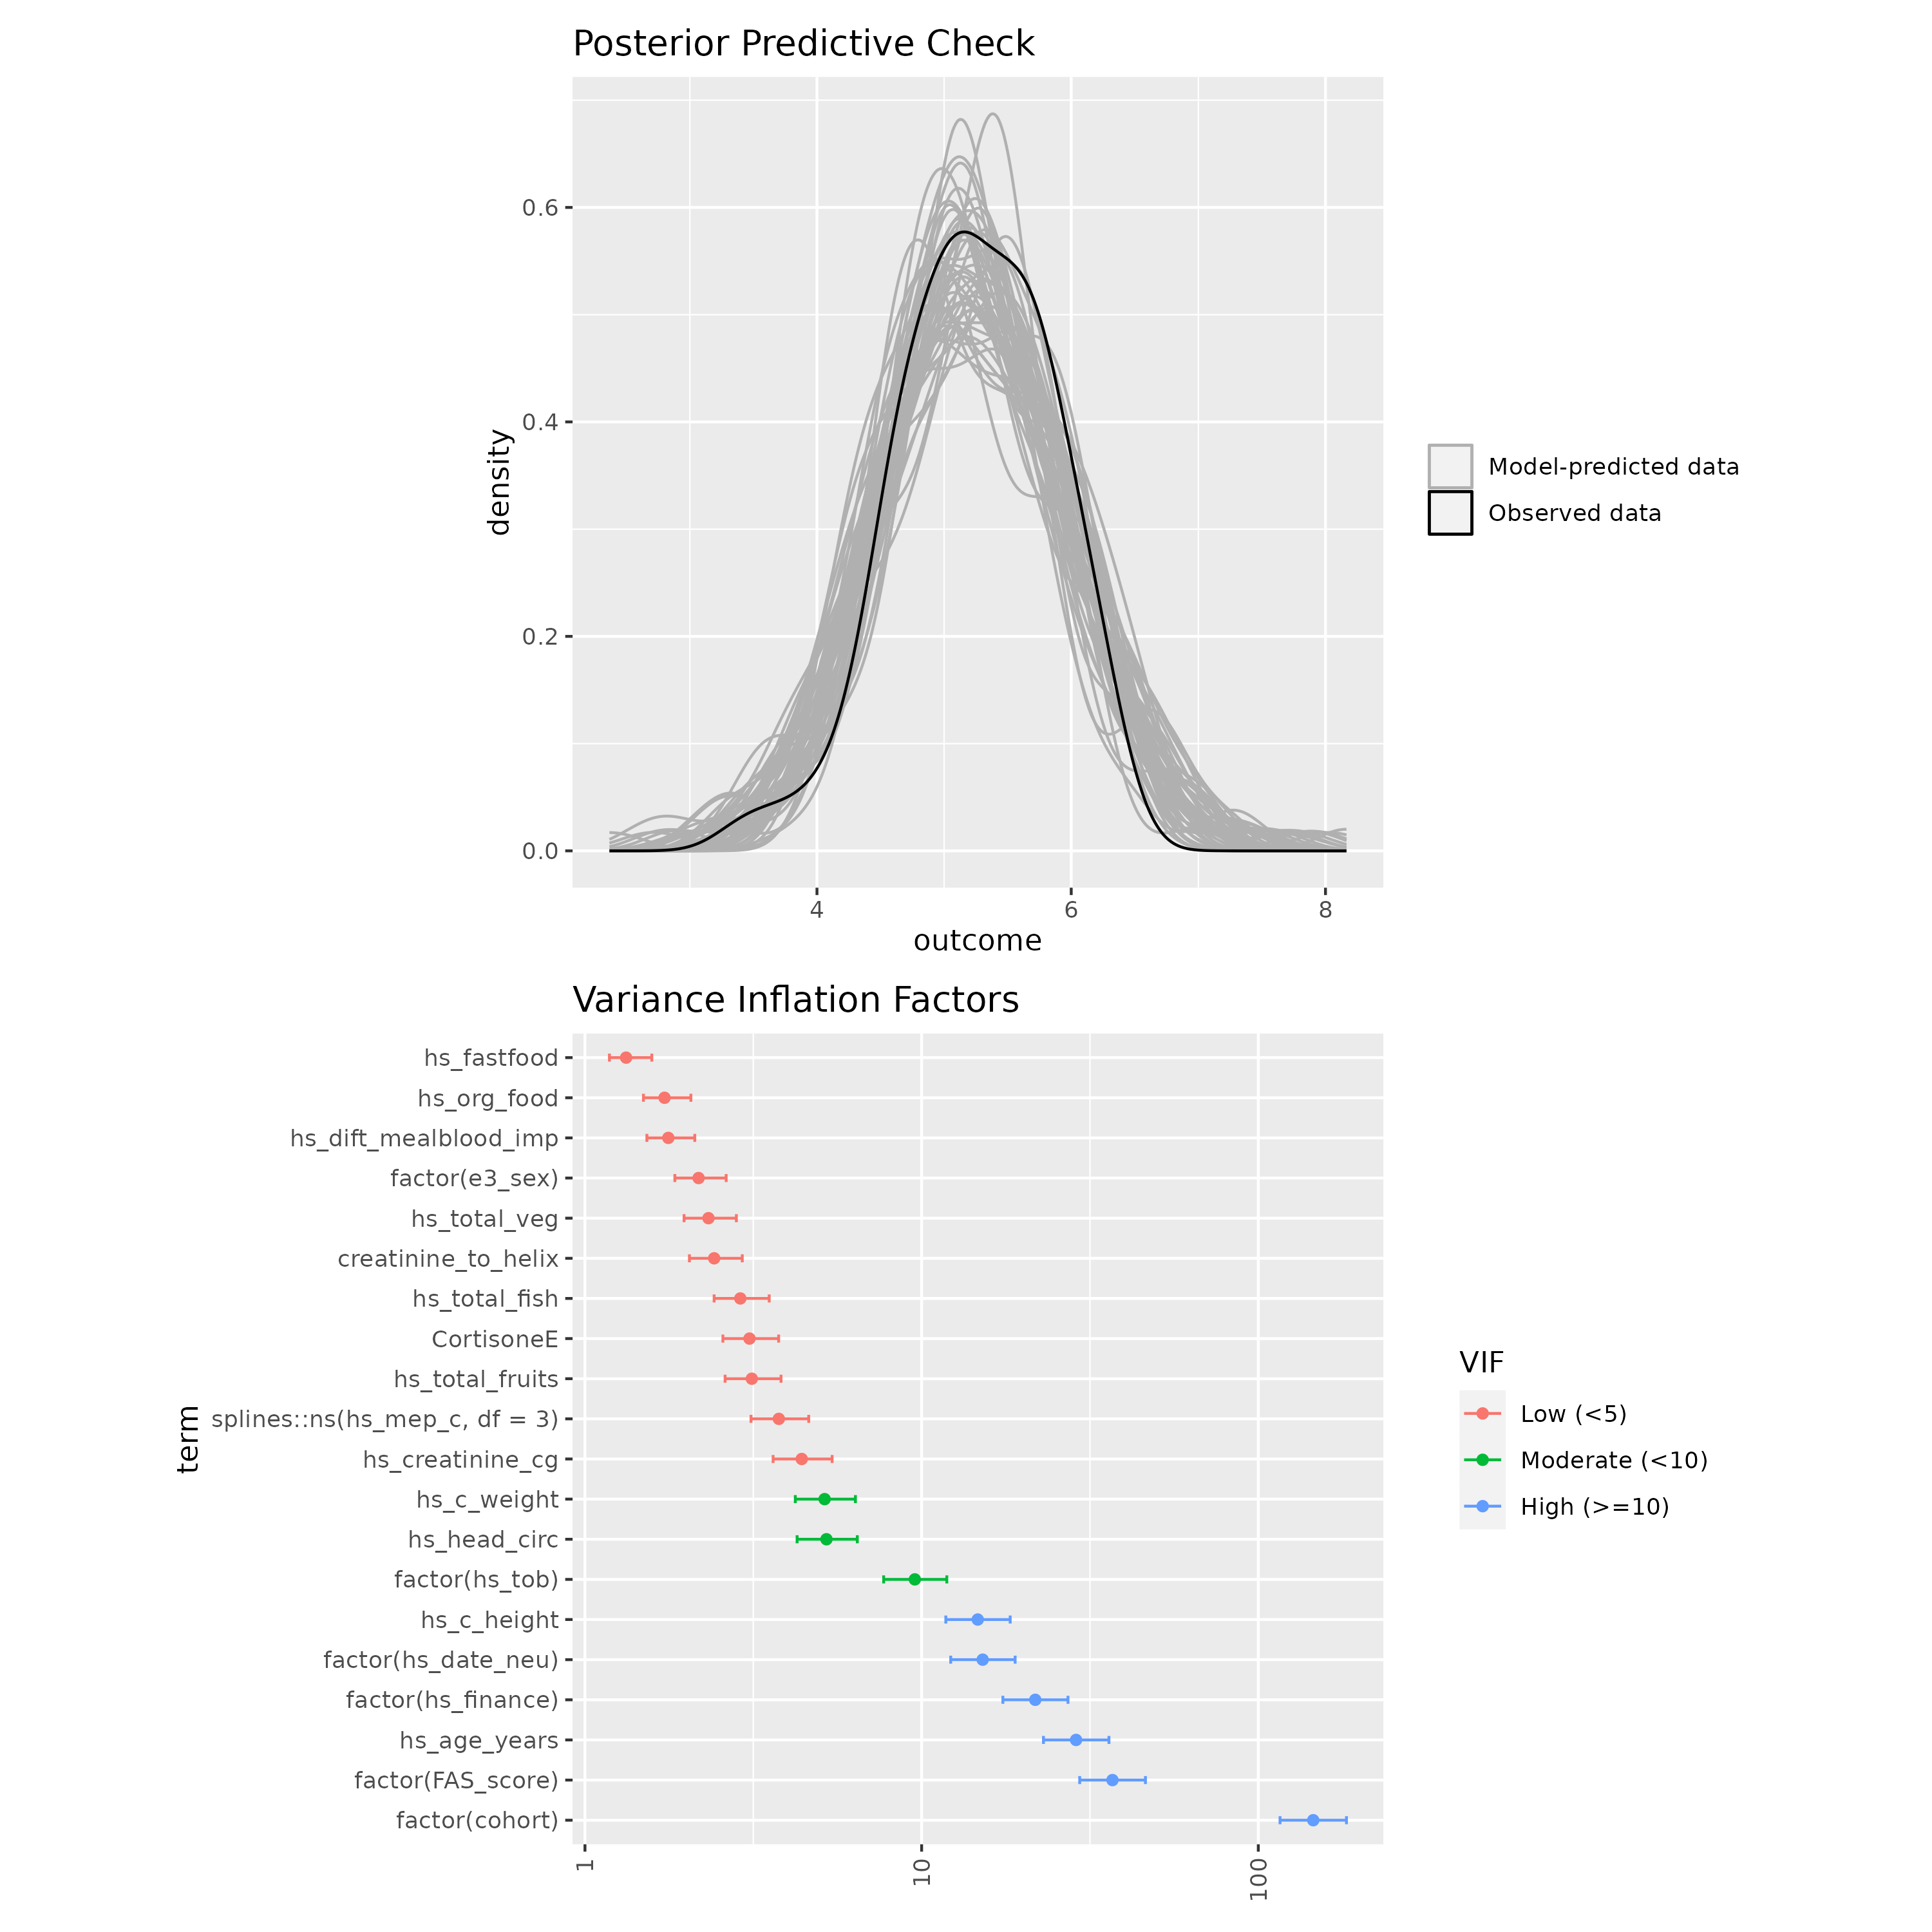 Posterior Predictive Check
density
0.6
0.4
0.2
0.0
4
6
8
outcome
Model-predicted data
Observed data
Variance Inflation Factors
term
hs_fastfood
hs_org_food
hs_dift_mealblood_imp
factor(e3_sex)
hs_total_veg
creatinine_to_helix
hs_total_fish
CortisoneE
hs_total_fruits
splines::ns(hs_mep_c, df = 3)
hs_creatinine_cg
hs_c_weight
hs_head_circ
factor(hs_tob)
hs_c_height
factor(hs_date_neu)
factor(hs_finance)
hs_age_years
factor(FAS_score)
factor(cohort)
1
10
100
VIF
Low (<5)
Moderate (<10)
High (>=10)